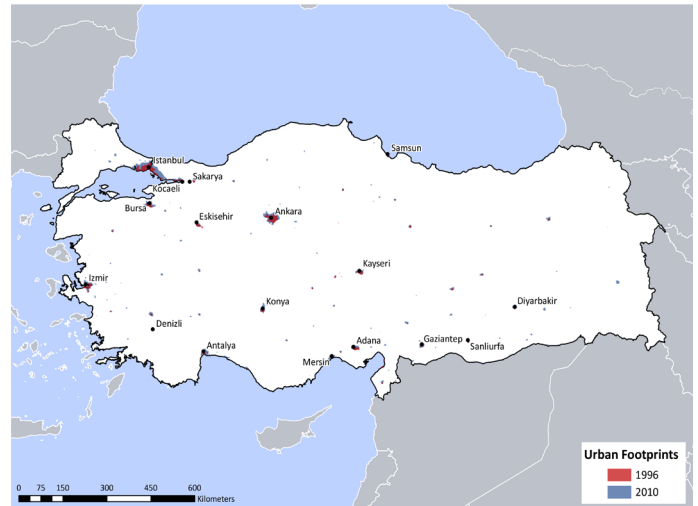 Samsun
Istanbul
Sakarya
Kocaeli
Bursa
Eskisehir
Ankara
Kayseri
Izmir
Konya
Diyarbakir
Denizli
Antalya
Adana
Gaziantep
Sanliurfa
Mersin
Urban Footprints
1996
2010
0 75 150 300 450 600
Kilometers